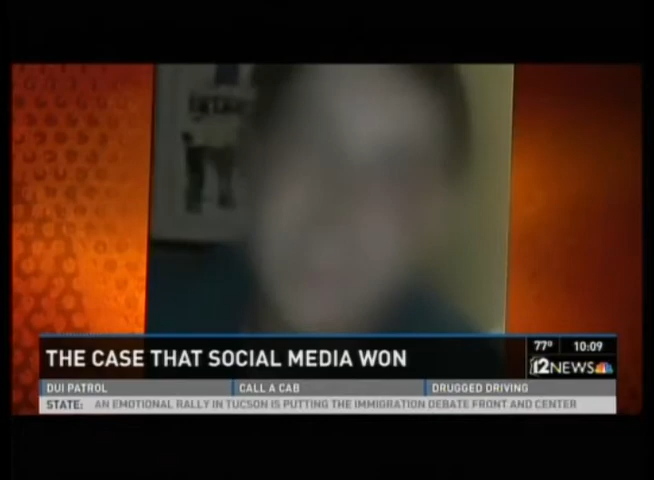 THE CASE THAT SOCIAL MEDIA WON
77° 10:09
12NEWS
DUI PATROL CALL A CAB DRUGGED DRIVING
STATE: AN EMOTIONAL RALLY IN TUCSON IS PUTTING THE IMMIGRATION DEBATE FRONT AND CENTER